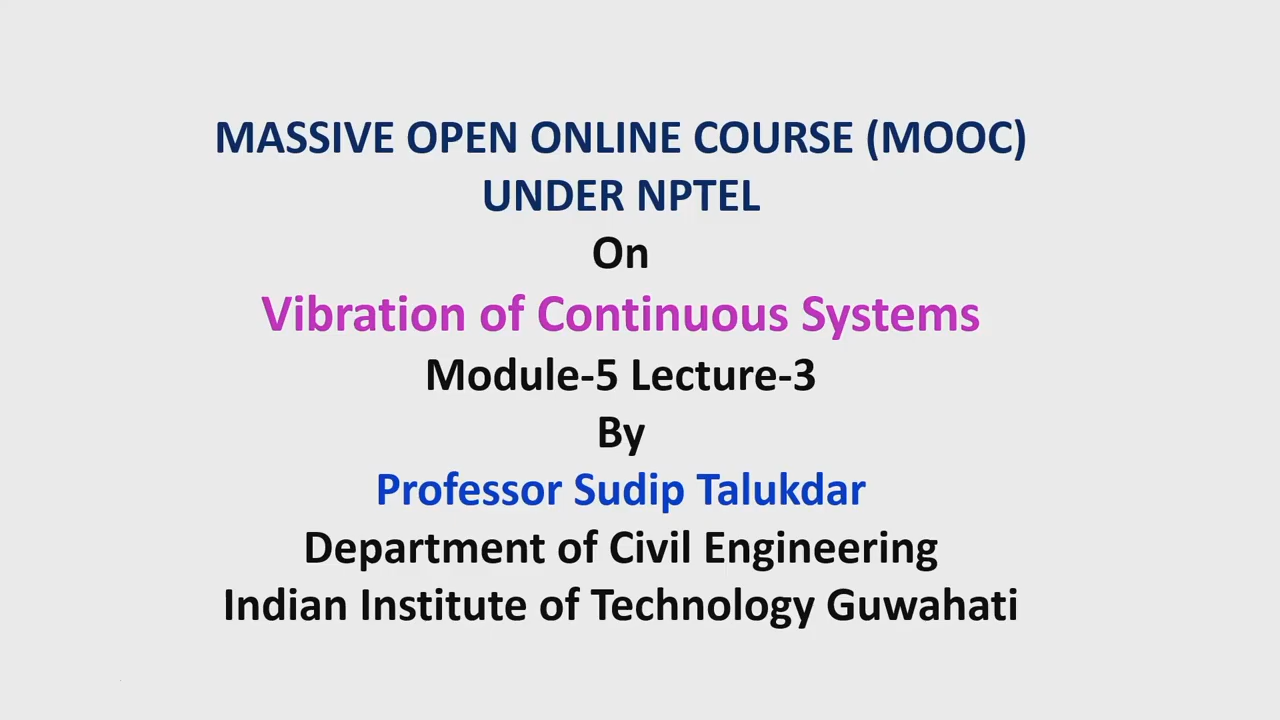 MASSIVE OPEN ONLINE COURSE (MOOC)
UNDER NPTEL
On
Vibration of Continuous Systems
Module-5 Lecture-3
By
Professor Sudip Talukdar
Department of Civil Engineering
Indian Institute of Technology Guwahati